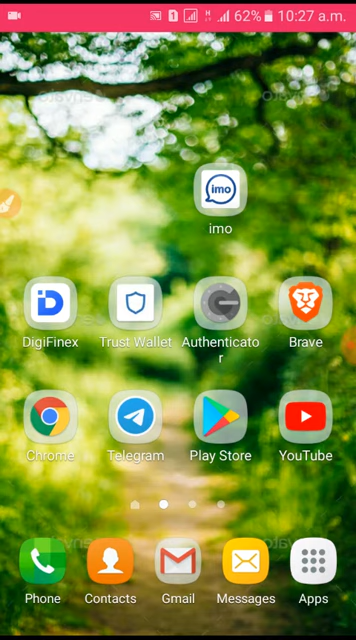 62% 10:27 a.m.
imo
imo
DigiFinex
Trust Wallet
Authenticato
r
Brave
Chrome
Telegram
Play Store
YouTube
Phone
Contacts
Gmail
Messages
Apps